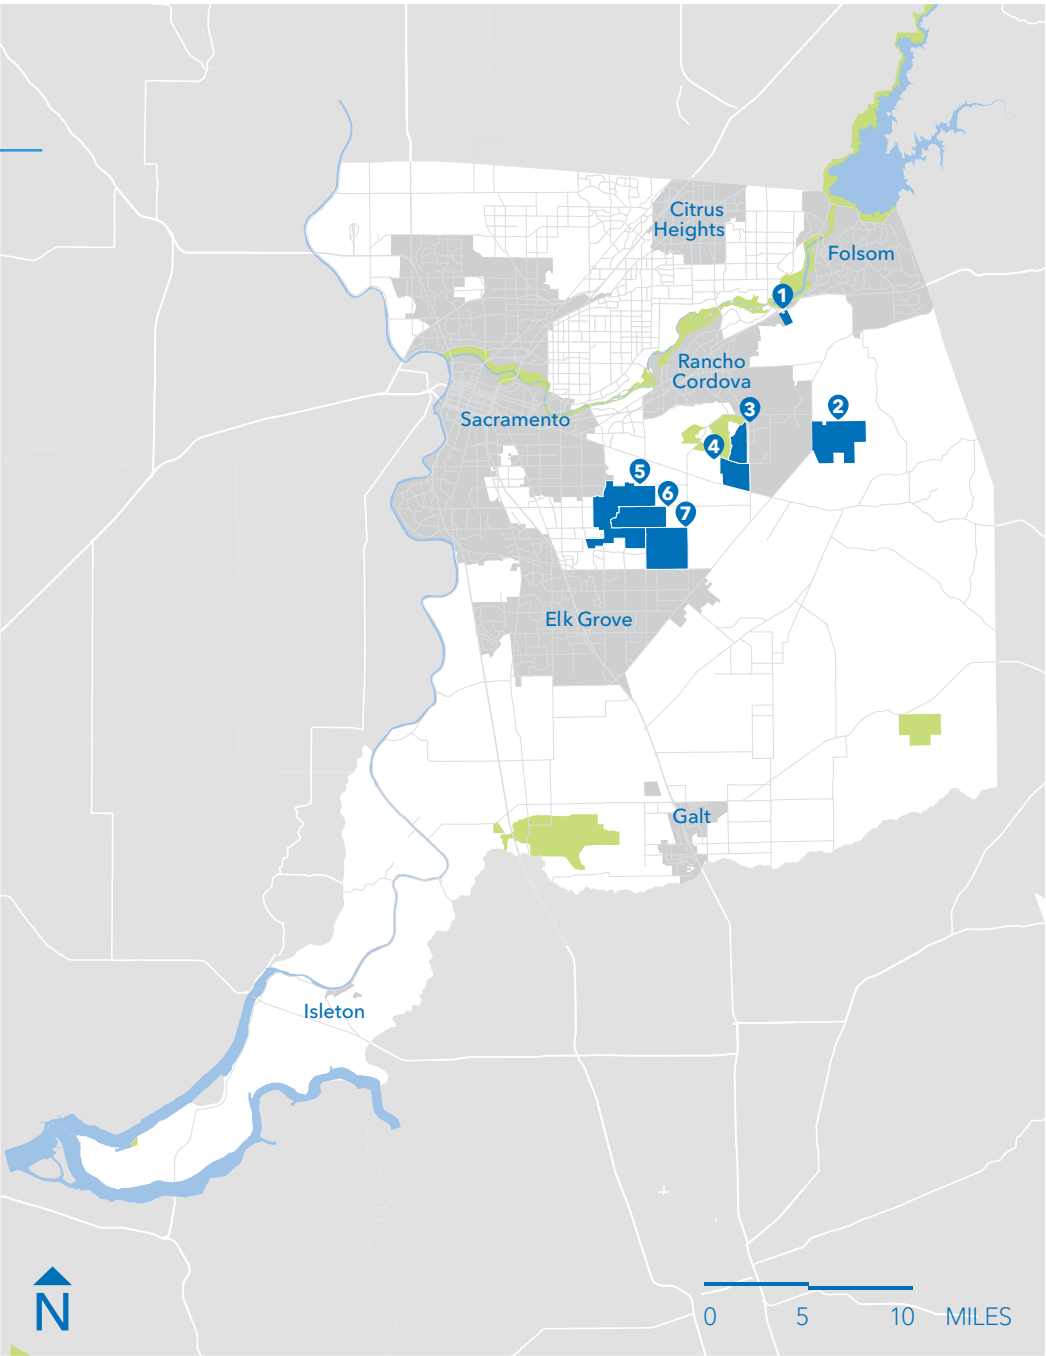 Citrus
Heights
Folsom
1
Rancho
Cordova
2
3
Sacramento
4
5
6
7
Elk Grove
Galt
Isleton
N
0 5 10 MILES